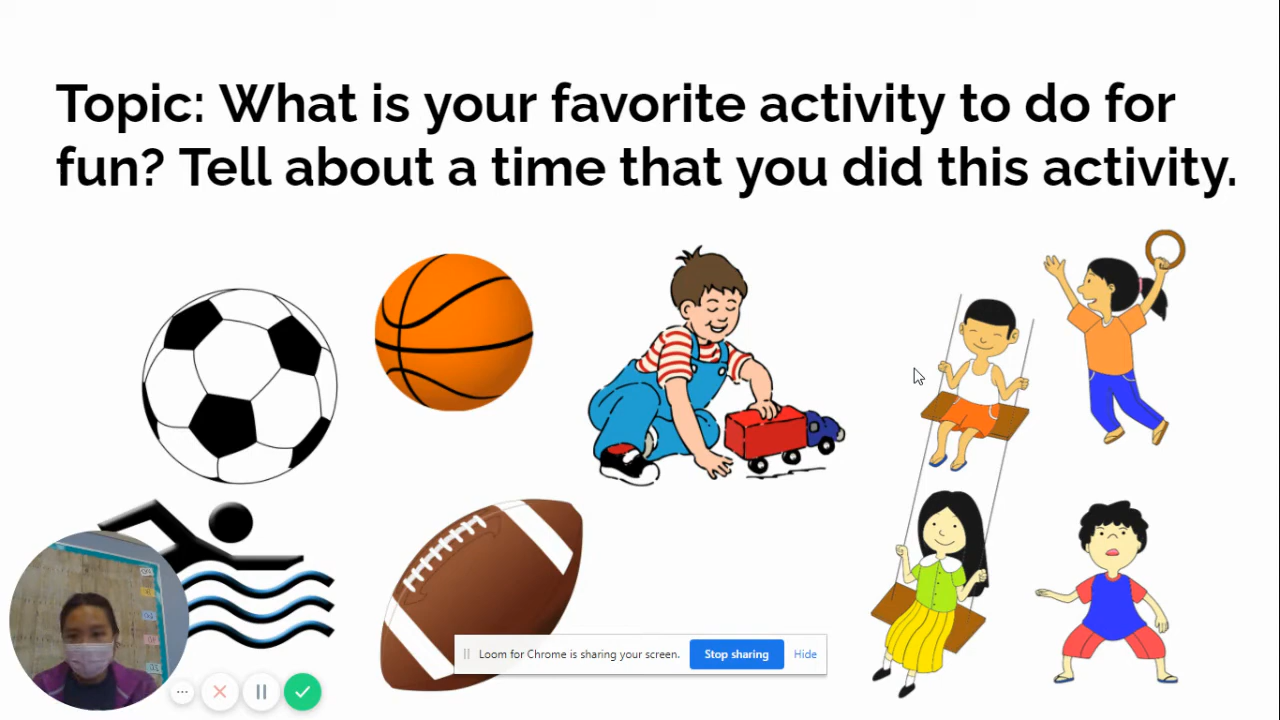 Topic: What is your favorite activity to do for
fun? Tell about a time that you did this activity.
Loom for Chrome is sharing your screen. Stop sharing Hide